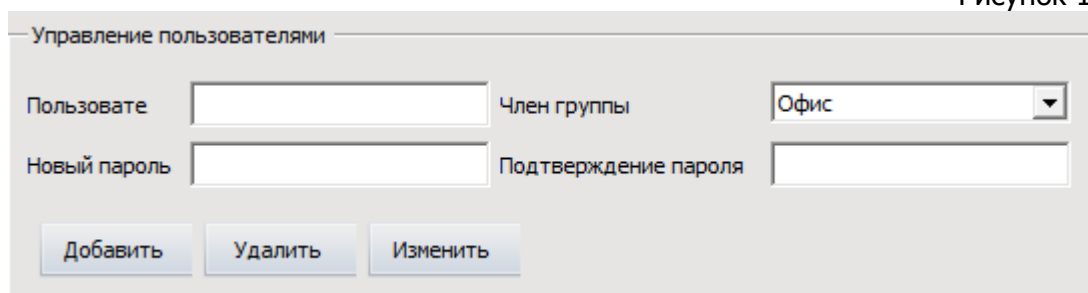 Рисунок 1
Управление пользователями
Пользовате Член группы Офис
Новый пароль Подтверждение пароля
Добавить Удалить Изменить